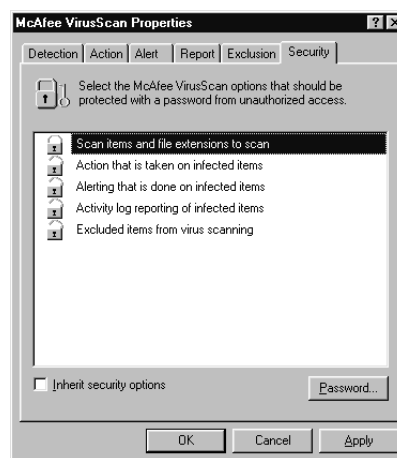 McAfee VirusScan Properties
Detection Action Alert Report Exclusion Security
Select the McAfee VirusScan options that should be
protected with a password from unauthorized access.
Scan items and file extensions to scan
Action that is taken on infected items
Alerting that is done on infected items
Activity log reporting of infected items
Excluded items from virus scanning
Inherit security options
Password...
OK Cancel Apply